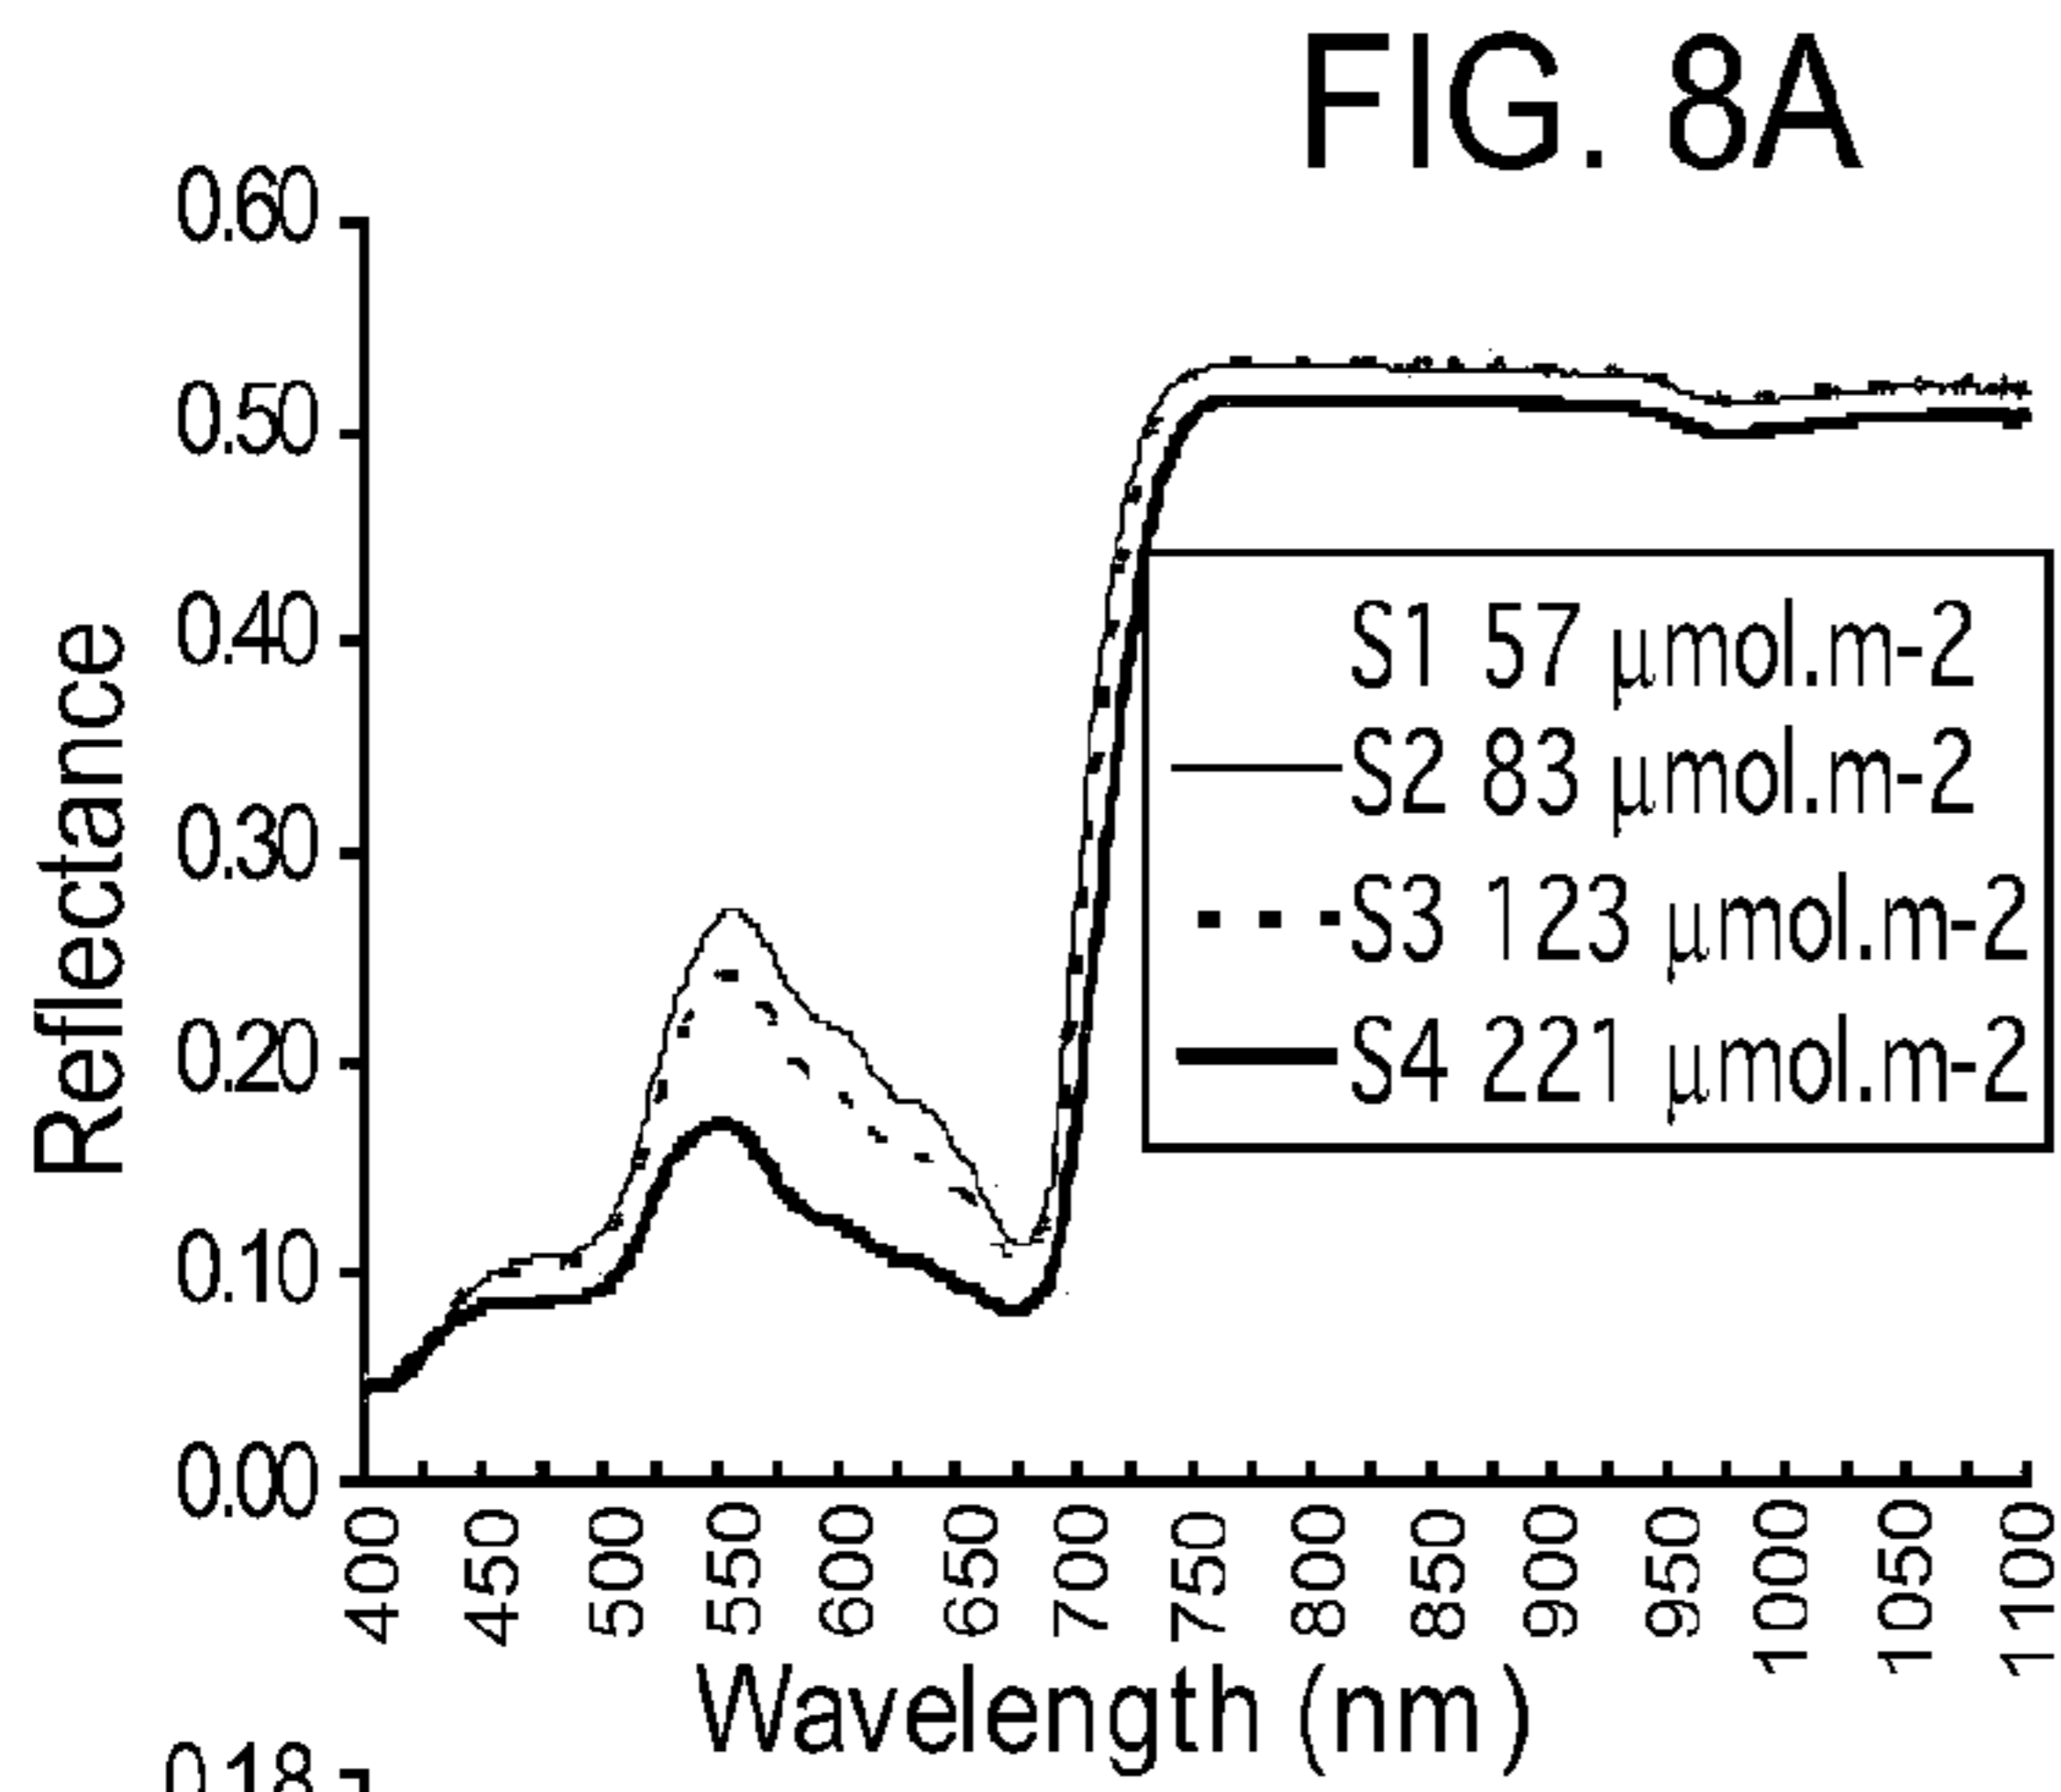 FIG. 8A
0.60
0.50
0.40
0.30
0.20
0.10
0.00
Reflectance
S1 57 µmol.m-2
S2 83 µmol.m-2
S3 123 µmol.m-2
S4 221 µmol.m-2
400 450 500 550 600 650 700 750 800 850 900 950 1000 1050 1100
Wavelength (nm)
0.18